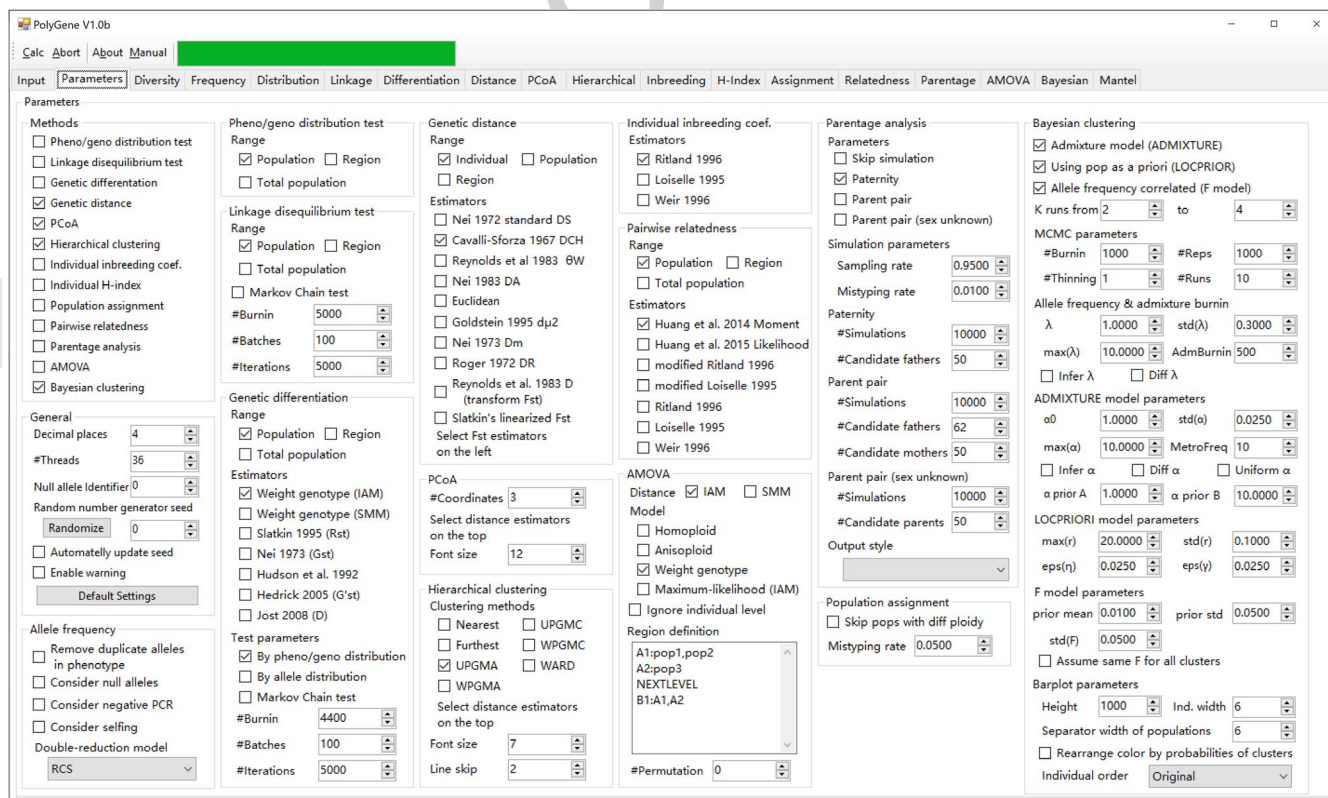 PolyGene V1.0b
Calc Abort About Manual
Input Parameters Diversity Frequency Distribution Linkage Differentiation Distance PCoA Hierarchical Inbreeding H-Index Assignment Relatedness Parentage AMOVA Bayesian Mantel
Parameters
Methods
Pheno/geno distribution test
Linkage disequilibrium test
Genetic differentation
Genetic distance
PCoA
Hierarchical clustering
Individual inbreeding coef.
Individual H-index
Population assignment
Pairwise relatedness
Parentage analysis
AMOVA
Bayesian clustering
General
Decimal places 4
#Threads 36
Null allele Identifier 0
Random number generator seed
Randomize 0
Automatelly update seed
Enable warning
Default Settings
Allele frequency
Remove duplicate alleles
in phenotype
Consider null alleles
Consider negative PCR
Consider selfing
Double-reduction model
RCS
Pheno/geno distribution test
Range
Population Region
Total population
Linkage disequilibrium test
Range
Population Region
Total population
Markov Chain test
#Burnin 5000
#Batches 100
#Iterations 5000
Genetic differentiation
Range
Population Region
Total population
Estimators
Weight genotype (IAM)
Weight genotype (SMM)
Slatkin 1995 (Rst)
Nei 1973 (Gst)
Hudson et al. 1992
Hedrick 2005 (G'st)
Jost 2008 (D)
Test parameters
By pheno/geno distribution
By allele distribution
Markov Chain test
#Burnin 4400
#Batches 100
#Iterations 5000
Genetic distance
Range
Individual Population
Region
Estimators
Nei 1972 standard DS
Cavalli-Sforza 1967 DCH
Reynolds et al 1983 θW
Nei 1983 DA
Euclidean
Goldstein 1995 dμ2
Nei 1973 Dm
Roger 1972 DR
Reynolds et al. 1983 D
(transform Fst)
Slatkin's linearized Fst
Select Fst estimators
on the left
PCoA
#Coordinates 3
Select distance estimators
on the top
Font size 12
Hierarchical clustering
Clustering methods
Nearest UPGMC
Furthest WPGMC
UPGMA WARD
WPGMA
Select distance estimators
on the top
Font size 7
Line skip 2
Individual inbreeding coef.
Estimators
Ritland 1996
Loiselle 1995
Weir 1996
Pairwise relatedness
Range
Population Region
Total population
Estimators
Huang et al. 2014 Moment
Huang et al. 2015 Likelihood
modified Ritland 1996
modified Loiselle 1995
Ritland 1996
Loiselle 1995
Weir 1996
AMOVA
Distance IAM SMM
Model
Homoploid
Anisoploid
Weight genotype
Maximum-likelihood (IAM)
Ignore individual level
Region definition
A1:pop1,pop2
A2:pop3
NEXTLEVEL
B1:A1,A2
#Permutation 0
Parentage analysis
Parameters
Skip simulation
Paternity
Parent pair
Parent pair (sex unknown)
Simulation parameters
Sampling rate 0.9500
Mistyping rate 0.0100
Paternity
#Simulations 10000
#Candidate fathers 50
Parent pair
#Simulations 10000
#Candidate fathers 62
#Candidate mothers 50
Parent pair (sex unknown)
#Simulations 10000
#Candidate parents 50
Output style
Population assignment
Skip pops with diff ploidy
Mistyping rate 0.0500
Bayesian clustering
Admixture model (ADMIXTURE)
Using pop as a priori (LOCPRIOR)
Allele frequency correlated (F model)
K runs from 2 to 4
MCMC parameters
#Burnin 1000 #Reps 1000
#Thinning 1 #Runs 10
Allele frequency & admixture burnin
λ 1.0000 std(λ) 0.3000
max(λ) 10.0000 AdmBurnin 500
Infer λ Diff λ
ADMIXTURE model parameters
α0 1.0000 std(α) 0.0250
max(α) 10.0000 MetroFreq 10
Infer α Diff α Uniform α
α prior A 1.0000 α prior B 10.0000
LOCPRIORI model parameters
max(r) 20.0000 std(r) 0.1000
eps(η) 0.0250 eps(γ) 0.0250
F model parameters
prior mean 0.0100 prior std 0.0500
std(F) 0.0500
Assume same F for all clusters
Barplot parameters
Height 1000 Ind. width 6
Separator width of populations 6
Rearrange color by probabilities of clusters
Individual order Original